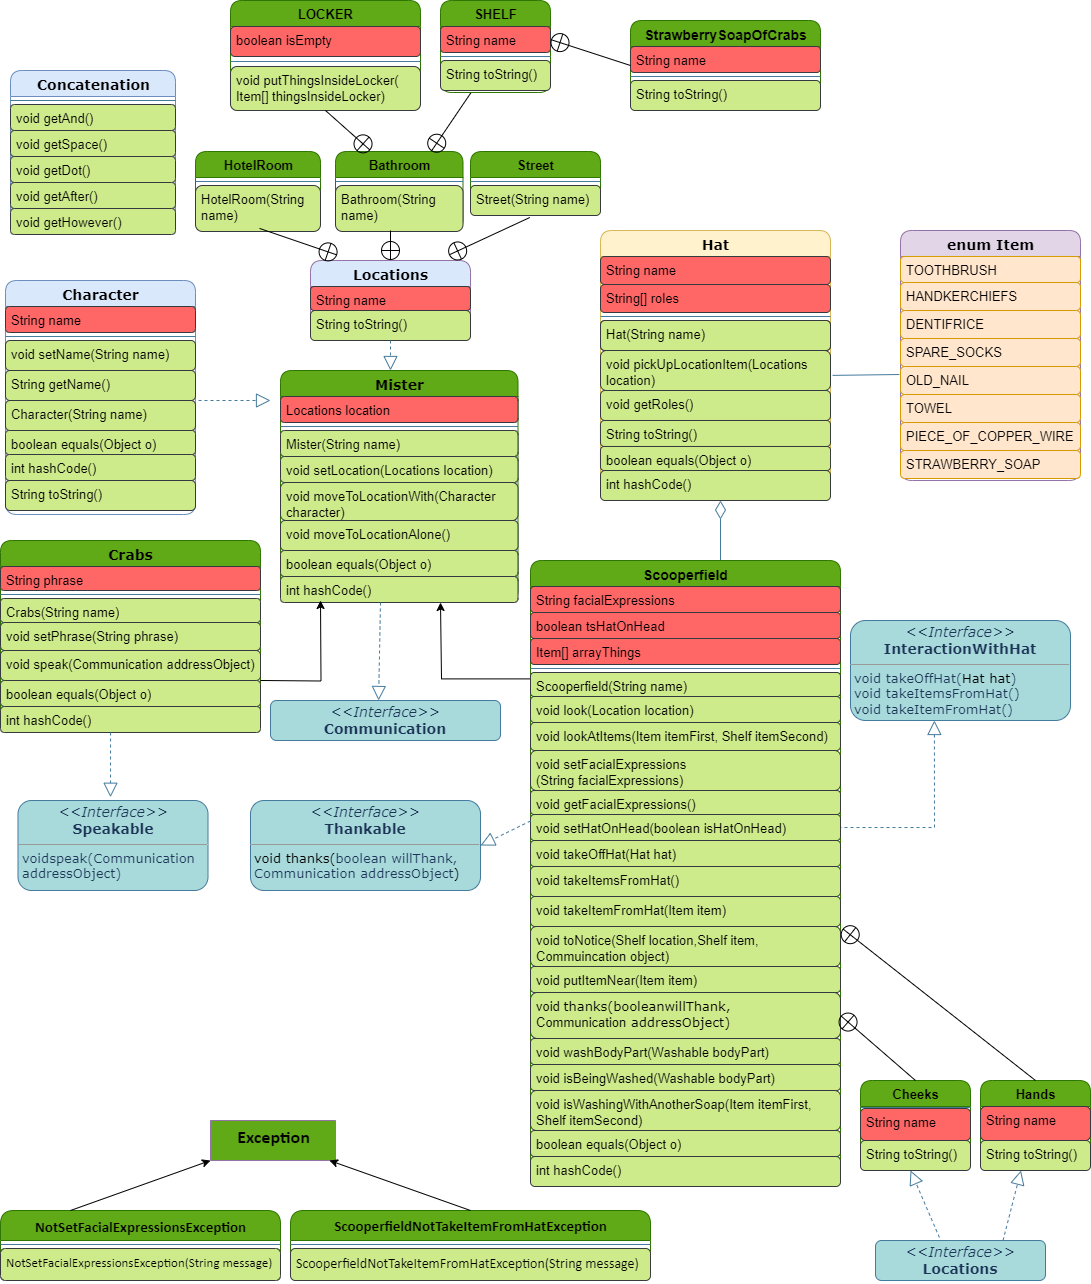 LOCKER
boolean isEmpty
void putThingsInsideLocker(
Item[] thingsInsideLocker)
SHELF
String name
String toString()
StrawberrySoapOfCrabs
String name
String toString()
Concatenation
void getAnd()
void getSpace()
void getDot()
void getAfter()
void getHowever()
HotelRoom
HotelRoom(String
name)
Bathroom
Bathroom(String
name)
Street
Street(String name)
Locations
String name
String toString()
Character
String name
void setName(String name)
String getName()
Character(String name)
boolean equals(Object o)
int hashCode()
String toString()
Mister
Locations location
Mister(String name)
void setLocation(Locations location)
void moveToLocationWith(Character
character)
void moveToLocationAlone()
boolean equals(Object o)
int hashCode()
Hat
String name
String[] roles
Hat(String name)
void pickUpLocationItem(Locations
location)
void getRoles()
String toString()
boolean equals(Object o)
int hashCode()
enum Item
TOOTHBRUSH
HANDKERCHIEFS
DENTIFRICE
SPARE_SOCKS
OLD_NAIL
TOWEL
PIECE_OF_COPPER_WIRE
STRAWBERRY_SOAP
Crabs
String phrase
Crabs(String name)
void setPhrase(String phrase)
void speak(Communication addressObject)
boolean equals(Object o)
int hashCode()
<<Interface>>
Communication
<<Interface>>
Speakable
voidspeak(Communication
addressObject)
<<Interface>>
Thankable
void thanks(boolean willThank,
Communication addressObject)
Scooperfield
String facialExpressions
boolean tsHatOnHead
Item[] arrayThings
Scooperfield(String name)
void look(Location location)
void lookAtItems(Item itemFirst, Shelf itemSecond)
void setFacialExpressions
(String facialExpressions)
void getFacialExpressions()
void setHatOnHead(boolean isHatOnHead)
void takeOffHat(Hat hat)
void takeItemsFromHat()
void takeItemFromHat(Item item)
void toNotice(Shelf location,Shelf item,
Commuincation object)
void putItemNear(Item item)
void thanks(booleanwillThank,
Communication addressObject)
void washBodyPart(Washable bodyPart)
void isBeingWashed(Washable bodyPart)
void isWashingWithAnotherSoap(Item itemFirst,
Shelf itemSecond)
boolean equals(Object o)
int hashCode()
<<Interface>>
InteractionWithHat
void takeOffHat(Hat hat)
void takeItemsFromHat()
void takeItemFromHat()
Cheeks
String name
String toString()
Hands
String name
String toString()
<<Interface>>
Locations
Exception
NotSetFacialExpressionsException
NotSetFacialExpressionsException(String message)
ScooperfieldNotTakeItemFromHatException
ScooperfieldNotTakeItemFromHatException(String message)